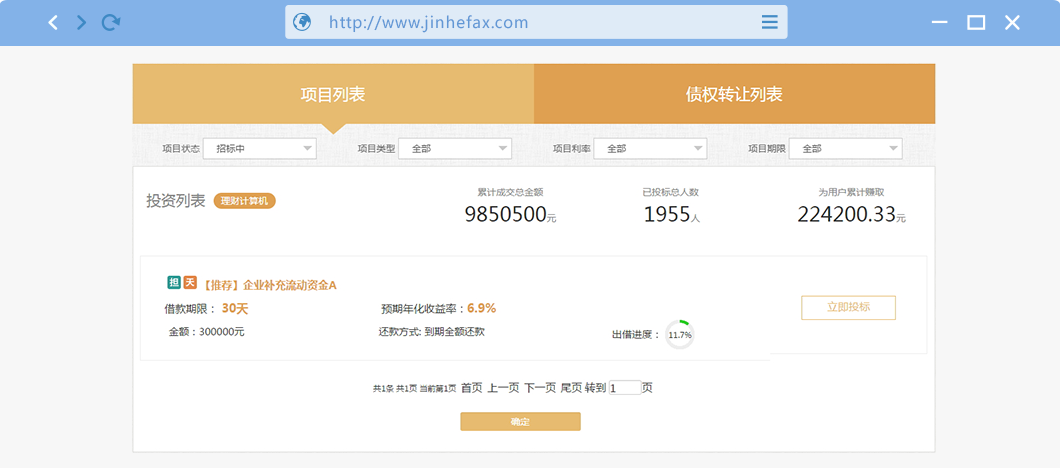 http://www.jinhefax.com
项目列表 债权转让列表
项目状态 招标中 项目类型 全部 项目利率 全部 项目期限 全部
投资列表 理财计算机
累计成交总金额 已投标总人数 为用户累计赚取
9850500元 1955人 224200.33元
担 天 【推荐】企业补充流动资金A
借款期限： 30天 预期年化收益率：6.9% 立即投标
金额：300000元 还款方式: 到期全额还款 出借进度： 11.7%
共1条 共1页 当前第1页 首页 上一页 下一页 尾页 转到 1 页
确定